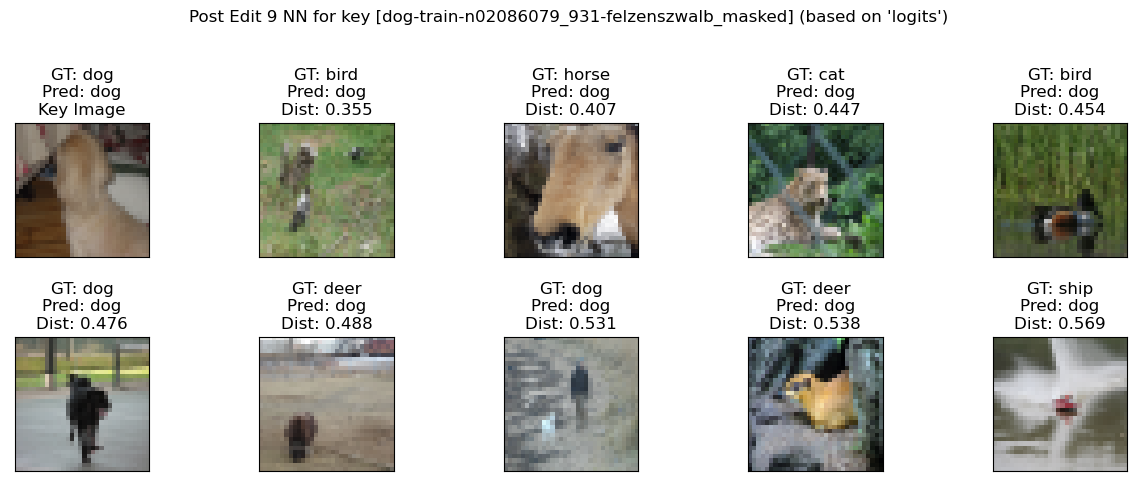 Post Edit 9 NN for key [dog-train-n02086079_931-felzenszwalb_masked] (based on 'logits')
GT: dog
Pred: dog
Key Image
GT: bird
Pred: dog
Dist: 0.355
GT: horse
Pred: dog
Dist: 0.407
GT: cat
Pred: dog
Dist: 0.447
GT: bird
Pred: dog
Dist: 0.454
GT: dog
Pred: dog
Dist: 0.476
GT: deer
Pred: dog
Dist: 0.488
GT: dog
Pred: dog
Dist: 0.531
GT: deer
Pred: dog
Dist: 0.538
GT: ship
Pred: dog
Dist: 0.569